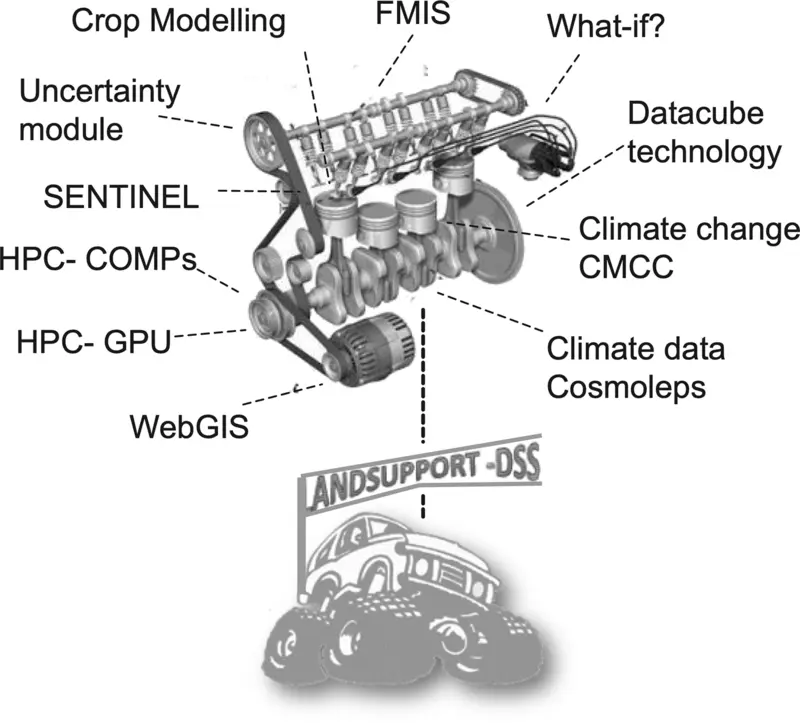 Crop Modelling
FMIS
What-if?
Uncertainty
module
Datacube
technology
SENTINEL
Climate change
CMCC
HPC- COMPs
HPC- GPU
Climate data
Cosmoleps
WebGIS
LANDSUPPORT -DSS